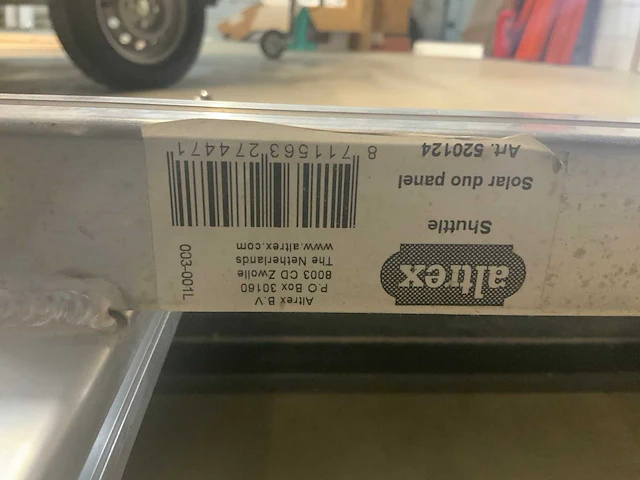 altrex
Shuttle
Solar duo panel
Art. 520124
Altrex B.V
P.O Box 30160
8003 CD Zwolle
The Netherlands
www.altrex.com
8 711563 274471
003-001L